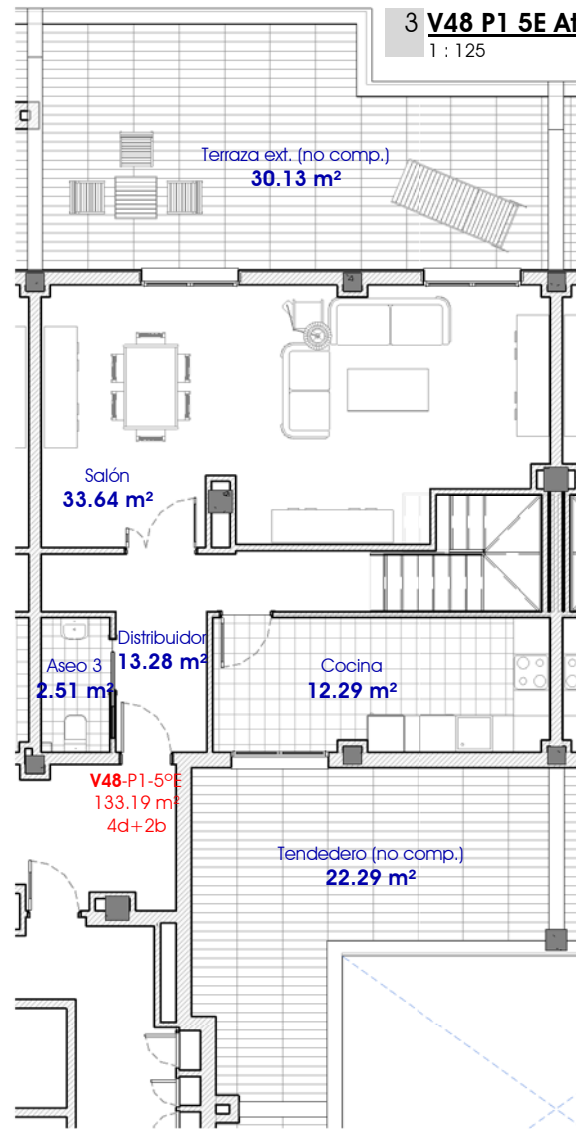 3 V48 P1 5E
1 : 125
Terraza ext. (no comp.)
30.13 m²
Salón
33.64 m²
Distribuidor
13.28 m²
Aseo 3
2.51 m²
Cocina
12.29 m²
V48-P1-5ºE
133.19 m²
4d+2b
Tendedero (no comp.)
22.29 m²